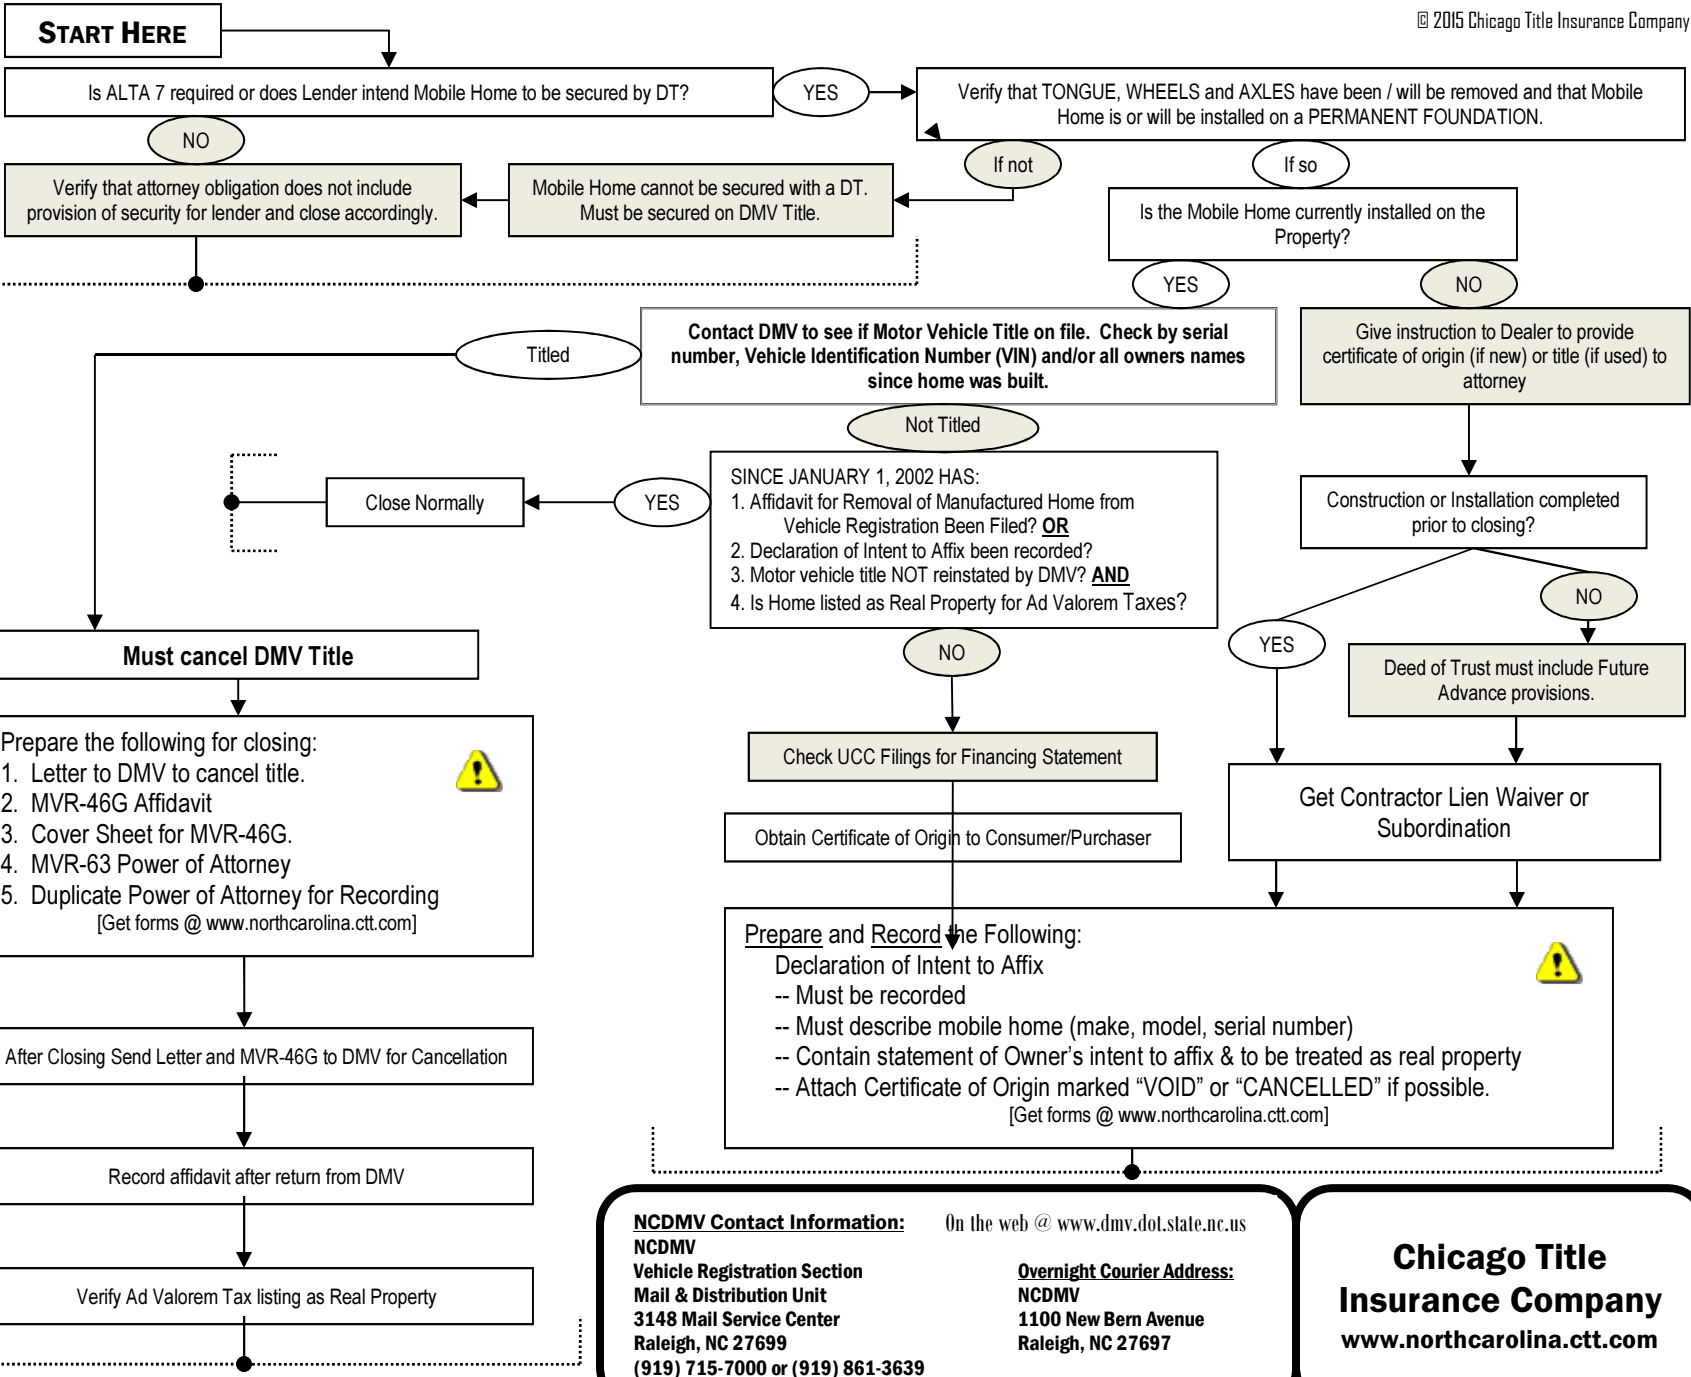 © 2015 Chicago Title Insurance Company
START HERE
Is ALTA 7 required or does Lender intend Mobile Home to be secured by DT?
YES
Verify that TONGUE, WHEELS and AXLES have been / will be removed and that Mobile
Home is or will be installed on a PERMANENT FOUNDATION.
NO
If not
If so
Verify that attorney obligation does not include
provision of security for lender and close accordingly.
Mobile Home cannot be secured with a DT.
Must be secured on DMV Title.
Is the Mobile Home currently installed on the
Property?
YES
NO
Contact DMV to see if Motor Vehicle Title on file. Check by serial
number, Vehicle Identification Number (VIN) and/or all owners names
since home was built.
Titled
Give instruction to Dealer to provide
certificate of origin (if new) or title (if used) to
attorney
Not Titled
SINCE JANUARY 1, 2002 HAS:
1. Affidavit for Removal of Manufactured Home from
Vehicle Registration Been Filed? OR
2. Declaration of Intent to Affix been recorded?
3. Motor vehicle title NOT reinstated by DMV? AND
4. Is Home listed as Real Property for Ad Valorem Taxes?
YES
Close Normally
Construction or Installation completed
prior to closing?
NO
YES
NO
Deed of Trust must include Future
Advance provisions.
Must cancel DMV Title
Prepare the following for closing:
1. Letter to DMV to cancel title.
2. MVR-46G Affidavit
3. Cover Sheet for MVR-46G.
4. MVR-63 Power of Attorney
5. Duplicate Power of Attorney for Recording
[Get forms @ www.northcarolina.ctt.com]
Check UCC Filings for Financing Statement
Obtain Certificate of Origin to Consumer/Purchaser
Get Contractor Lien Waiver or
Subordination
Prepare and Record the Following:
Declaration of Intent to Affix
-- Must be recorded
-- Must describe mobile home (make, model, serial number)
-- Contain statement of Owner’s intent to affix & to be treated as real property
-- Attach Certificate of Origin marked “VOID” or “CANCELLED” if possible.
[Get forms @ www.northcarolina.ctt.com]
After Closing Send Letter and MVR-46G to DMV for Cancellation
Record affidavit after return from DMV
Verify Ad Valorem Tax listing as Real Property
NCDMV Contact Information:
On the web @ www.dmv.dot.state.nc.us
NCDMV
Vehicle Registration Section
Mail & Distribution Unit
3148 Mail Service Center
Raleigh, NC 27699
(919) 715-7000 or (919) 861-3639
Overnight Courier Address:
NCDMV
1100 New Bern Avenue
Raleigh, NC 27697
Chicago Title
Insurance Company
www.northcarolina.ctt.com